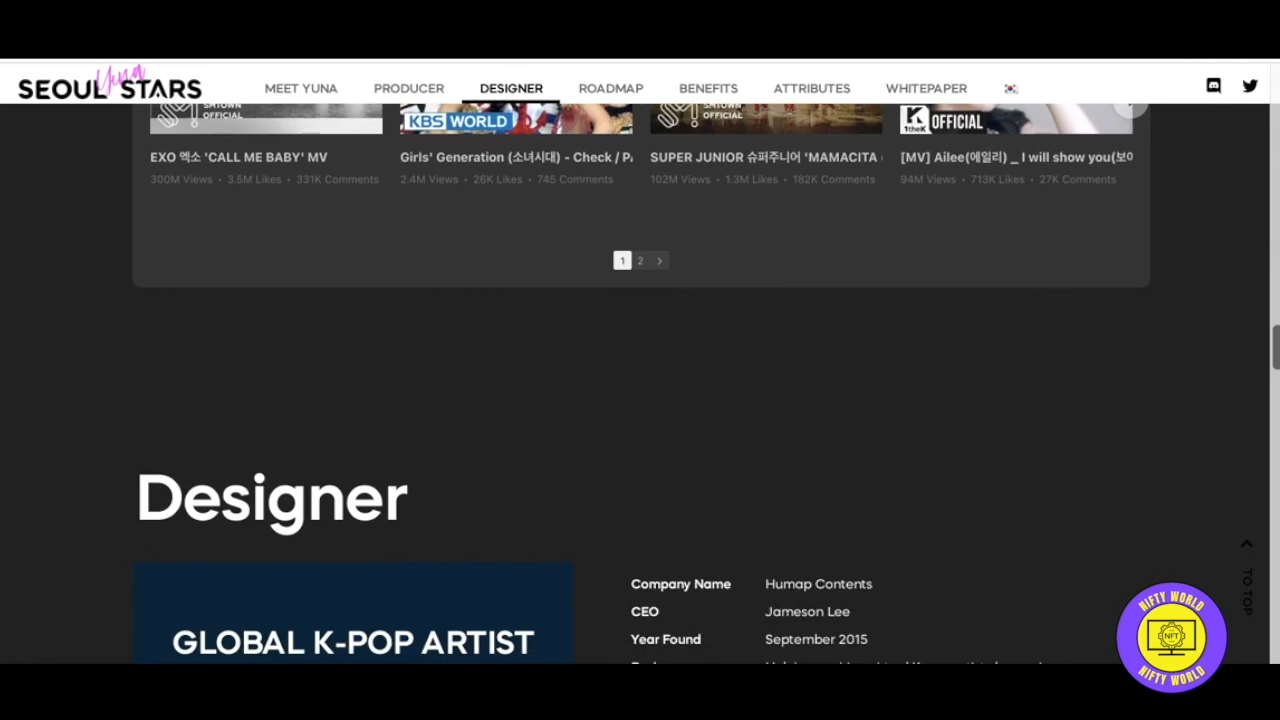 SEOUL STARS
Yuna
MEET YUNA PRODUCER DESIGNER ROADMAP BENEFITS ATTRIBUTES WHITEPAPER
SMTOWN OFFICIAL
KBS WORLD
SMTOWN OFFICIAL
1theK OFFICIAL
EXO 엑소 'CALL ME BABY' MV
300M Views • 3.5M Likes • 331K Comments
Girls' Generation (소녀시대) - Check / PA
2.4M Views • 26K Likes • 745 Comments
SUPER JUNIOR 슈퍼주니어 'MAMACITA
102M Views • 1.3M Likes • 182K Comments
[MV] Ailee(에일리) _ I will show you(보여
94M Views • 713K Likes • 27K Comments
1 2 >
Designer
GLOBAL K-POP ARTIST
Company Name Humap Contents
CEO Jameson Lee
Year Found September 2015
TO TOP
NIFTY WORLD
NFT
NIFTY WORLD